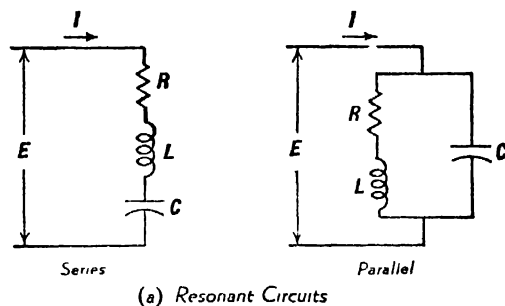 I I
R
E L
C
R
E C
L
Series Parallel
(a) Resonant Circuits